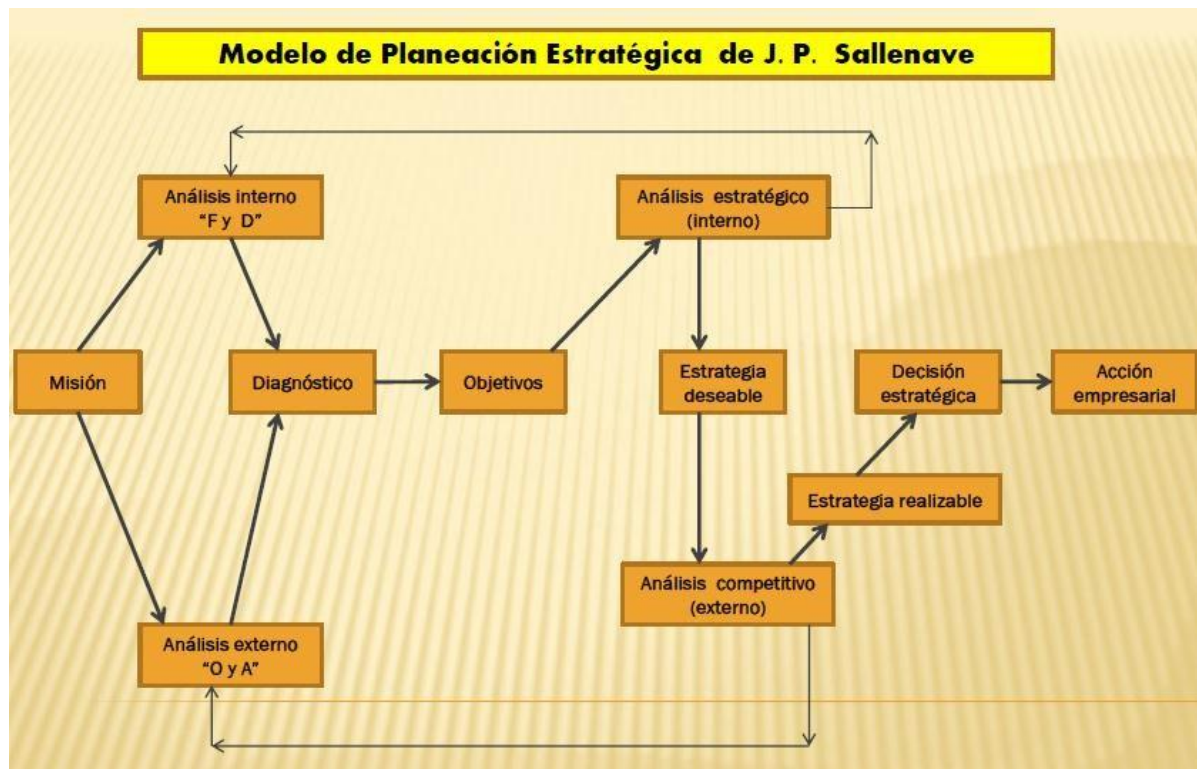 Modelo de Planeación Estratégica de J. P. Sallenave
Análisis interno
"F y D"
Análisis estratégico
(interno)
Misión
Diagnóstico
Objetivos
Estrategia
deseable
Decisión
estratégica
Acción
empresarial
Estrategia realizable
Análisis competitivo
(externo)
Análisis externo
"O y A"